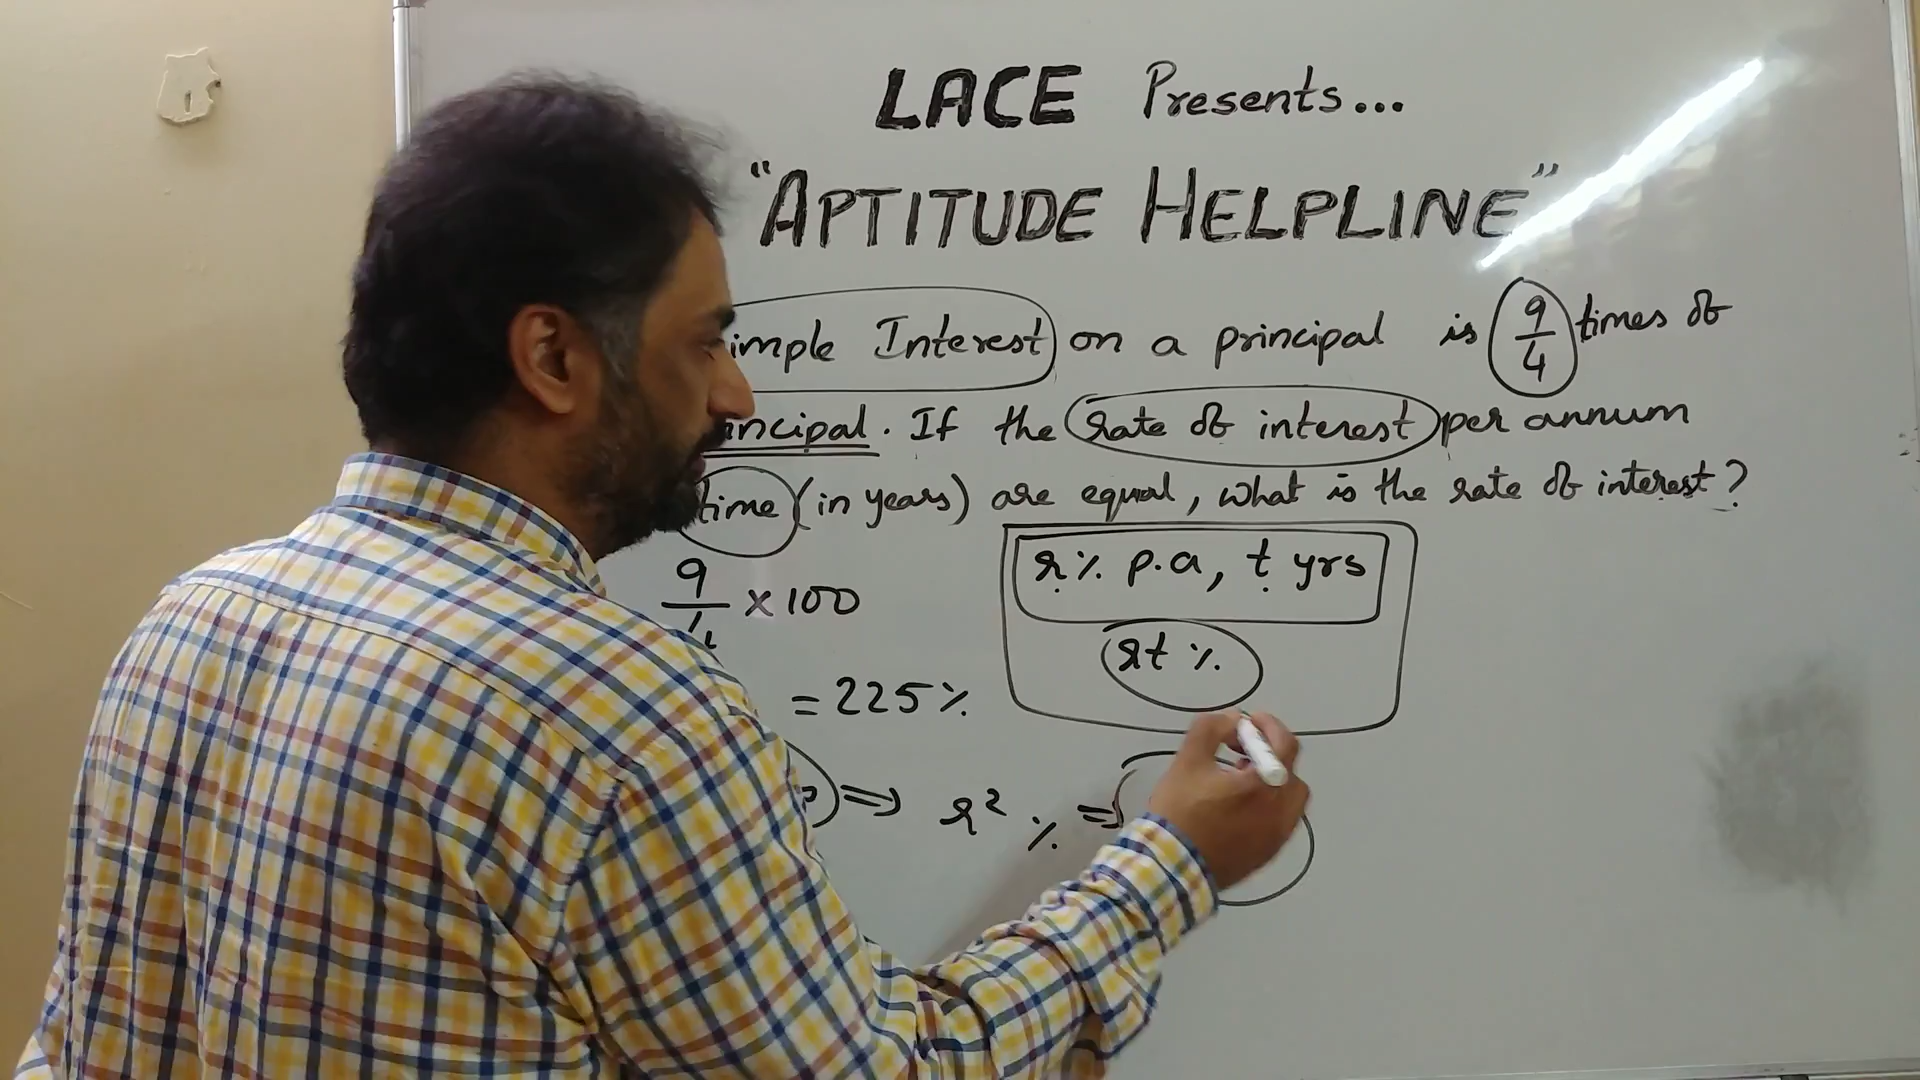 LACE Presents...
"APTITUDE HELPLINE"
imple Interest on a principal is 9/4 times of
ncipal. If the rate of interest per annum
time (in years) are equal, what is the rate of interest?
r% p.a, t yrs
9/4 x 100
rt %
= 225%
⇒ r² % ⇒